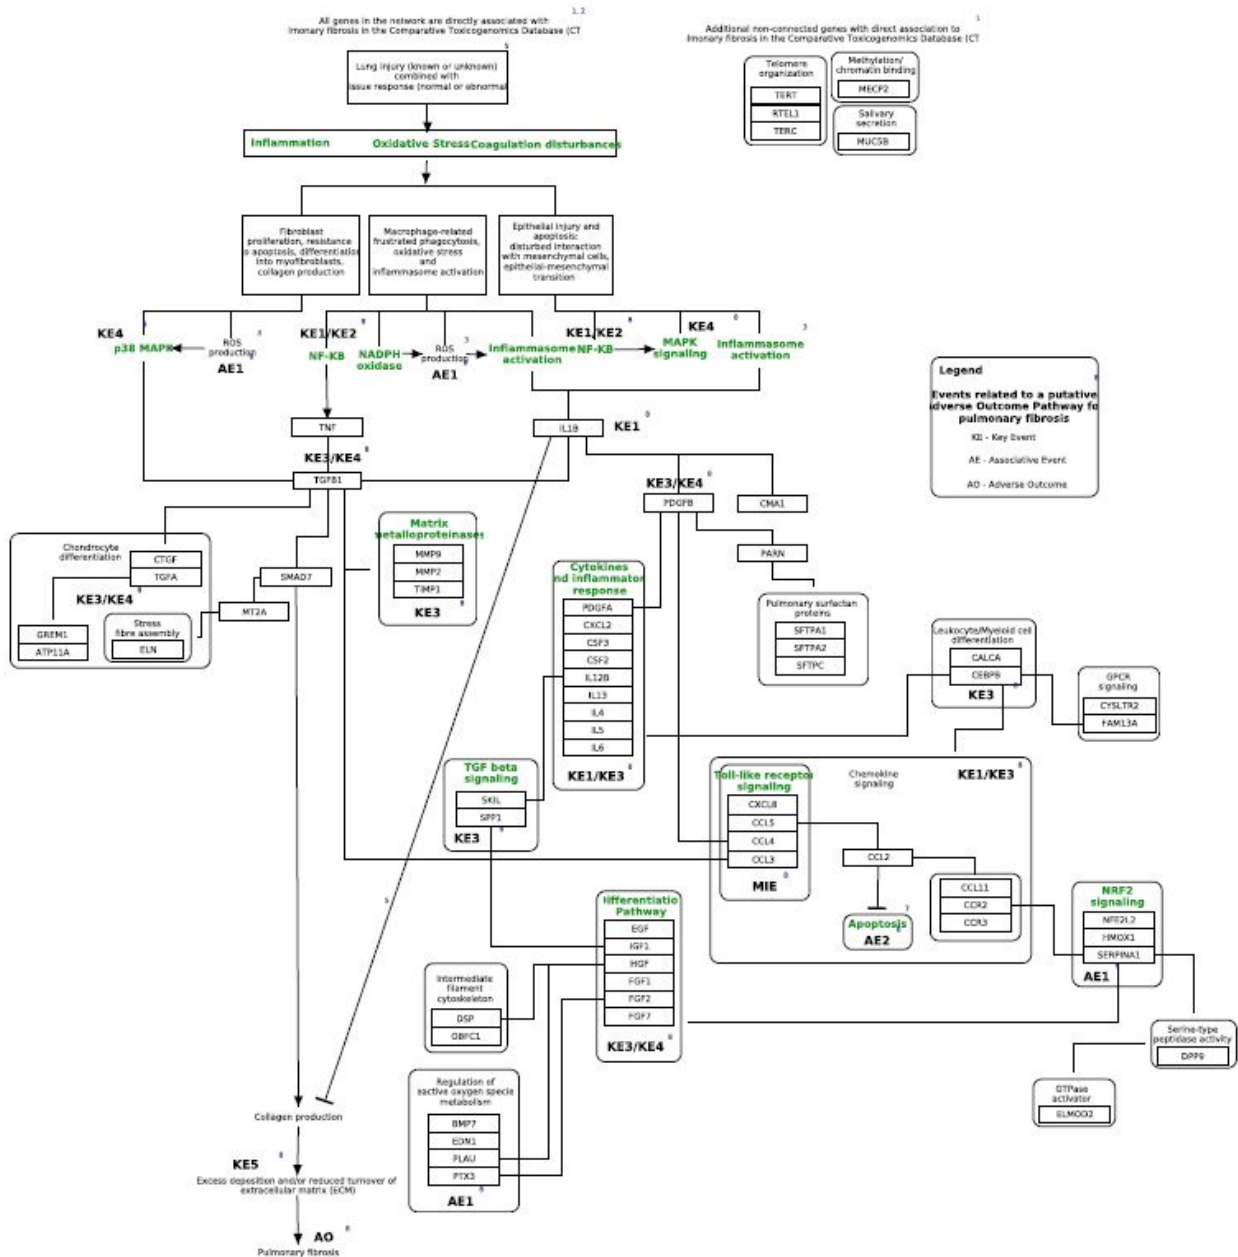 All genes in the network are directly associated with
lmonary fibrosis in the Comparative Toxicogenomics Database (CT
1, 2
Additional non-connected genes with direct association to
lmonary fibrosis in the Comparative Toxicogenomics Database (CT
1
Lung injury (known or unknown)
combined with
issue response (normal or abnormal
5
Telomere
organization
TERT
RTEL1
TERC
Methylation/
chromatin binding
MECP2
Salivary
secretion
MUC5B
Inflammation
Oxidative Stress
Coagulation disturbances
Fibroblast
proliferation, resistance
o apoptosis, differentiation
into myofibroblasts,
collagen production
Macrophage-related
frustrated phagocytosis,
oxidative stress
and
inflammasome activation
Epithelial injury and
apoptosis:
disturbed interaction
with mesenchymal cells,
epithelial-mesenchymal
transition
KE4
p38 MAPK
ROS
production
AE1
KE1/KE2
NF-KB
NADPH
oxidase
ROS
production
3
AE1
Inflammasome
activation
KE1/KE2
NF-KB
KE4
MAPK
signaling
3
Inflammasome
activation
Legend
Events related to a putative
dverse Outcome Pathway fo
pulmonary fibrosis
KE - Key Event
AE - Associative Event
AO - Adverse Outcome
TNF
IL1B
KE1
KE3/KE4
TGFB1
KE3/KE4
PDGFB
CMA1
PARN
Chondrocyte
differentiation
CTGF
TGFA
KE3/KE4
GREM1
ATP11A
Stress
fibre assembly
ELN
SMAD7
MT2A
Matrix
etalloproteinases
MMP9
MMP2
TIMP1
KE3
Cytokines
nd inflammator
response
PDGFA
CXCL2
CSF3
CSF2
IL12B
IL13
IL4
IL5
IL6
KE1/KE3
Pulmonary surfactan
proteins
SFTPA1
SFTPA2
SFTPC
Leukocyte/Myeloid cell
differentiation
CALCA
CEBPB
KE3
GPCR
signaling
CYSLTR2
FAM13A
TGF beta
signaling
SKIL
SPP1
KE3
Toll-like recepto
signaling
CXCL8
CCL5
CCL4
CCL3
MIE
Chemokine
signaling
KE1/KE3
CCL2
7
Apoptosis
AE2
CCL11
CCR2
CCR3
NRF2
signaling
NFE2L2
HMOX1
SERPINA1
AE1
5
ifferentiatio
Pathway
EGF
IGF1
HGF
FGF1
FGF2
FGF7
KE3/KE4
Intermediate
filament
cytoskeleton
DSP
OBFC1
Serine-type
peptidase activity
DPP9
GTPase
activator
ELMOD2
Regulation of
eactive oxygen specie
metabolism
BMP7
EDN1
PLAU
PTX3
AE1
Collagen production
KE5
Excess deposition and/or reduced turnover of
extracellular matrix (ECM)
AO
Pulmonary fibrosis